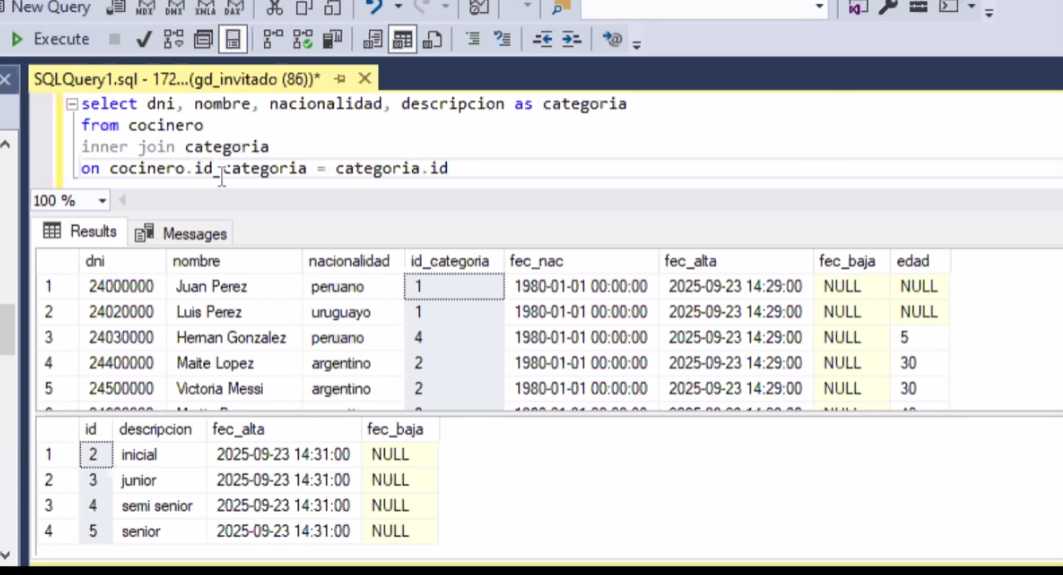 New Query MDX DMX XMLA DAX
Execute
SQLQuery1.sql - 172...(gd_invitado (86))*
select dni, nombre, nacionalidad, descripcion as categoria
from cocinero
inner join categoria
on cocinero.id_categoria = categoria.id
100 %
Results Messages
dni nombre nacionalidad id_categoria fec_nac fec_alta fec_baja edad
1 24000000 Juan Perez peruano 1 1980-01-01 00:00:00 2025-09-23 14:29:00 NULL NULL
2 24020000 Luis Perez uruguayo 1 1980-01-01 00:00:00 2025-09-23 14:29:00 NULL NULL
3 24030000 Hernan Gonzalez peruano 4 1980-01-01 00:00:00 2025-09-23 14:29:00 NULL 5
4 24400000 Maite Lopez argentino 2 1980-01-01 00:00:00 2025-09-23 14:29:00 NULL 30
5 24500000 Victoria Messi argentino 2 1980-01-01 00:00:00 2025-09-23 14:29:00 NULL 30
id descripcion fec_alta fec_baja
1 2 inicial 2025-09-23 14:31:00 NULL
2 3 junior 2025-09-23 14:31:00 NULL
3 4 semi senior 2025-09-23 14:31:00 NULL
4 5 senior 2025-09-23 14:31:00 NULL